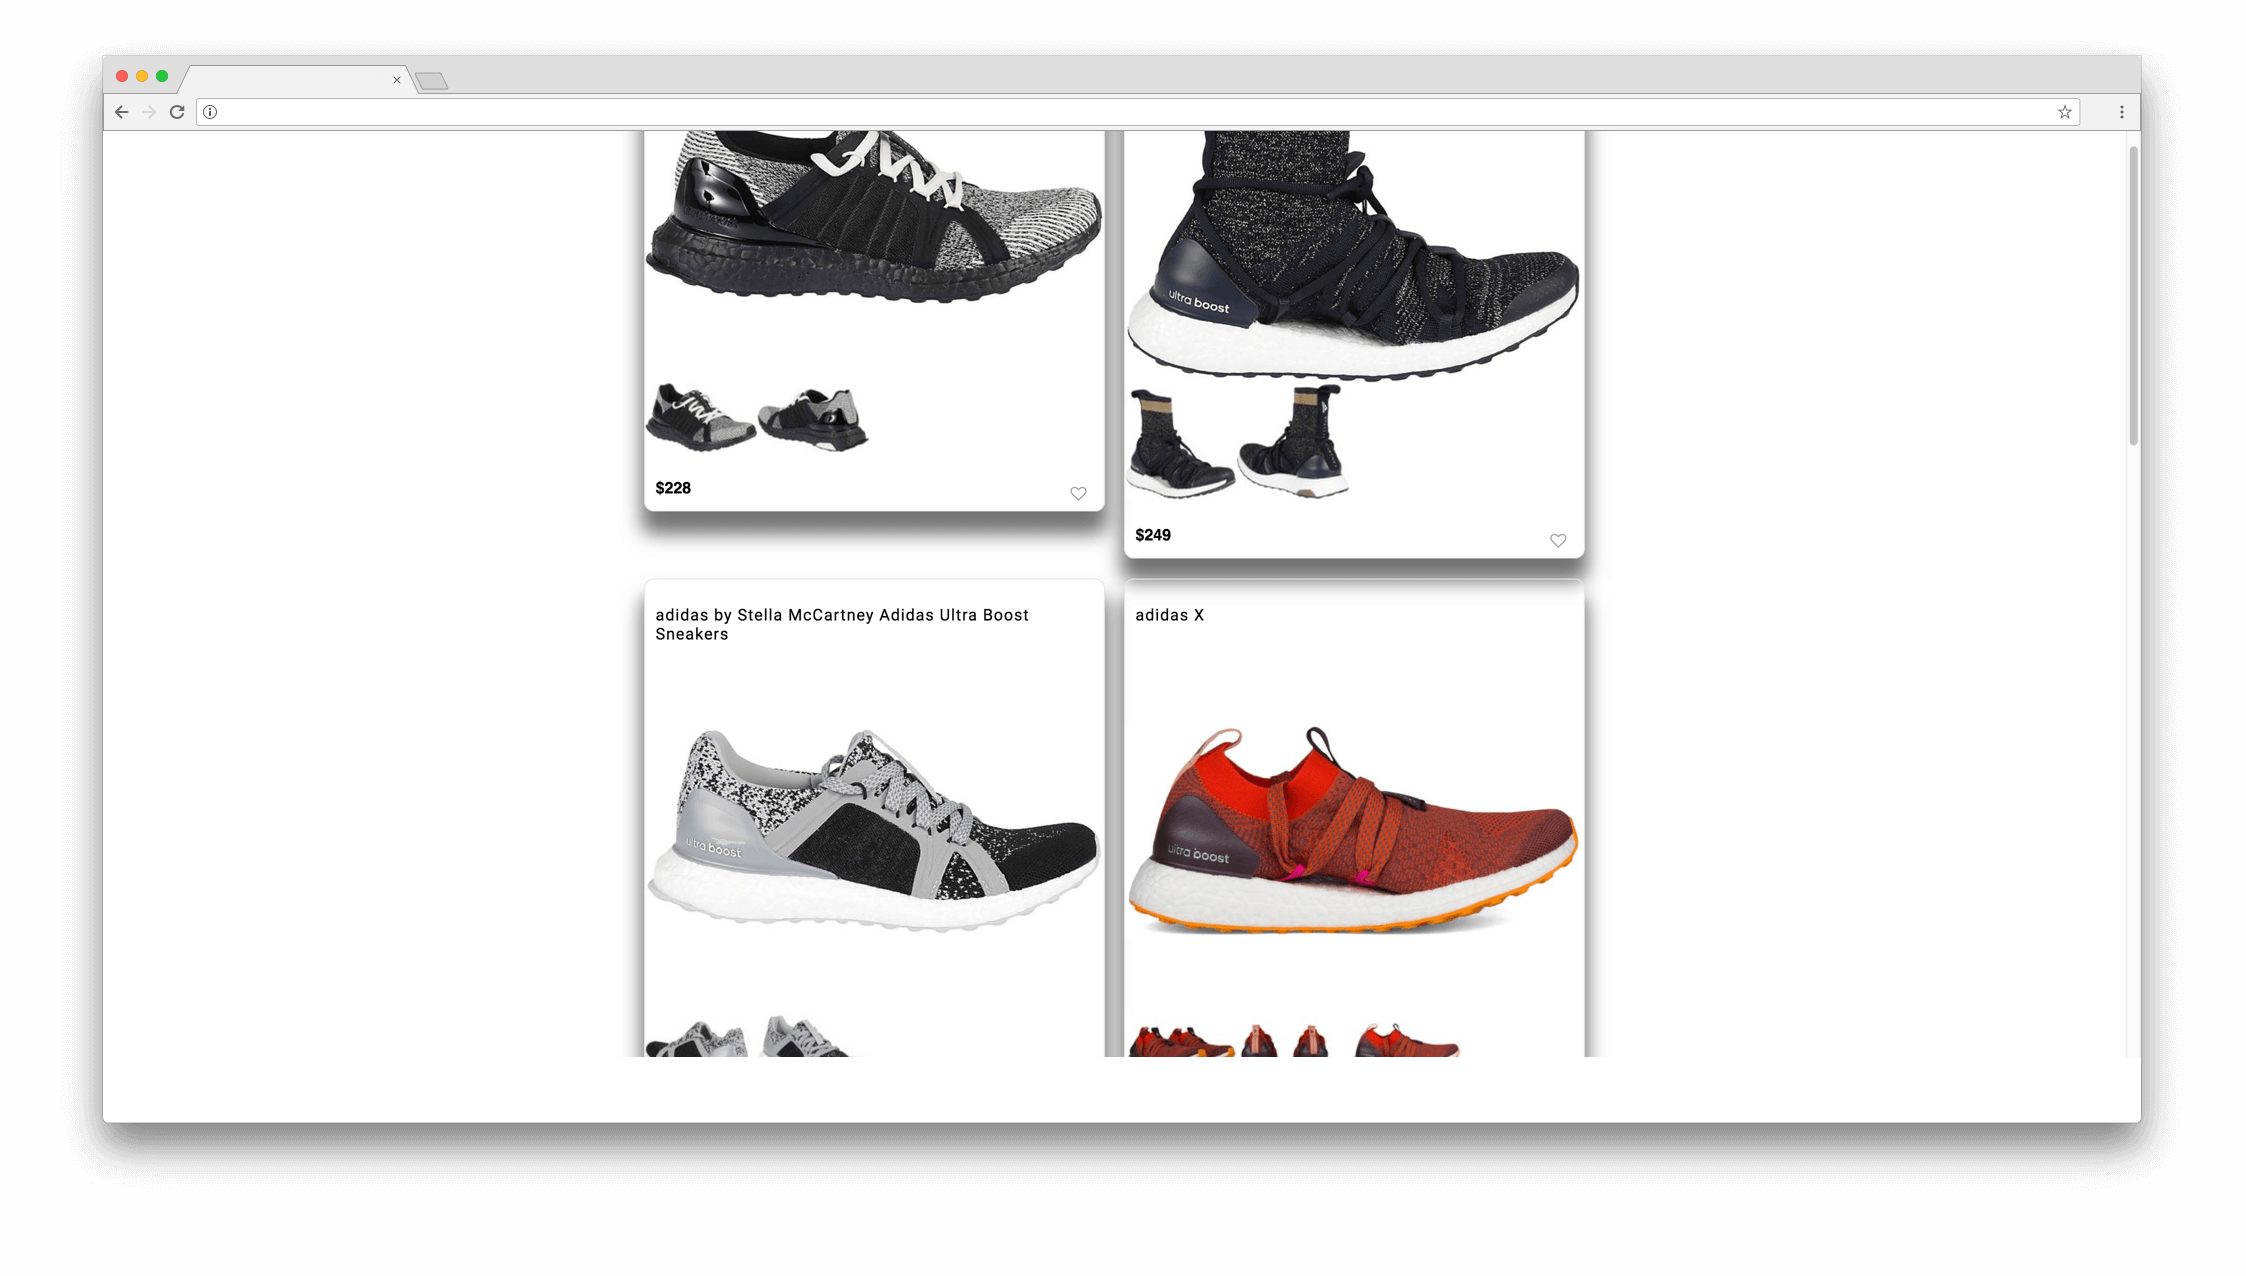 ultra boost
$228
$249
adidas by Stella McCartney Adidas Ultra Boost
Sneakers
adidas X
ultra boost
ultra boost